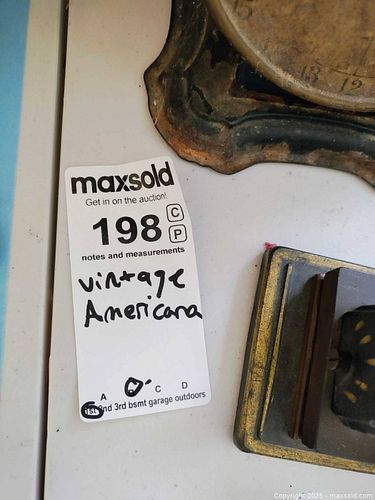 maxsold
Get in on the auction!
198 C
P
notes and measurements
vintage
Americana
A C D
1st 2nd 3rd bsmt garage outdoors
13 12
Copyright 2025 - maxsold.com